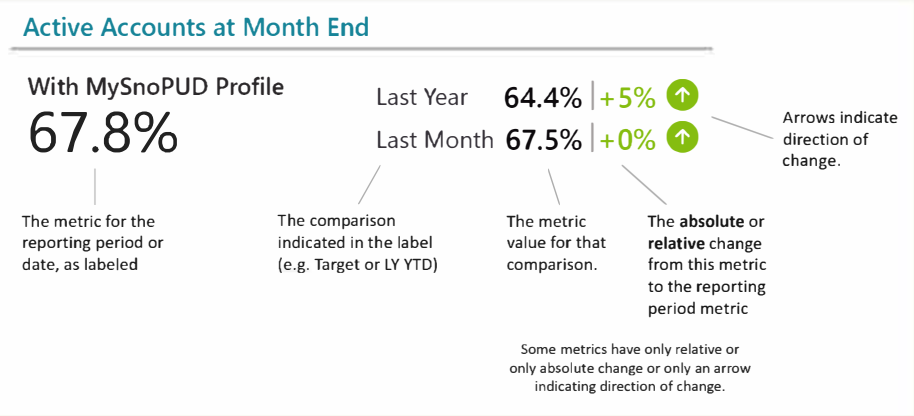 Active Accounts at Month End
With MySnoPUD Profile
67.8%
Last Year 64.4% +5%
Last Month 67.5% +0%
Arrows indicate
direction of
change.
The metric for the
reporting period or
date, as labeled
The comparison
indicated in the label
(e.g. Target or LY YTD)
The metric
value for that
comparison.
The absolute or
relative change
from this metric
to the reporting
period metric
Some metrics have only relative or
only absolute change or only an arrow
indicating direction of change.